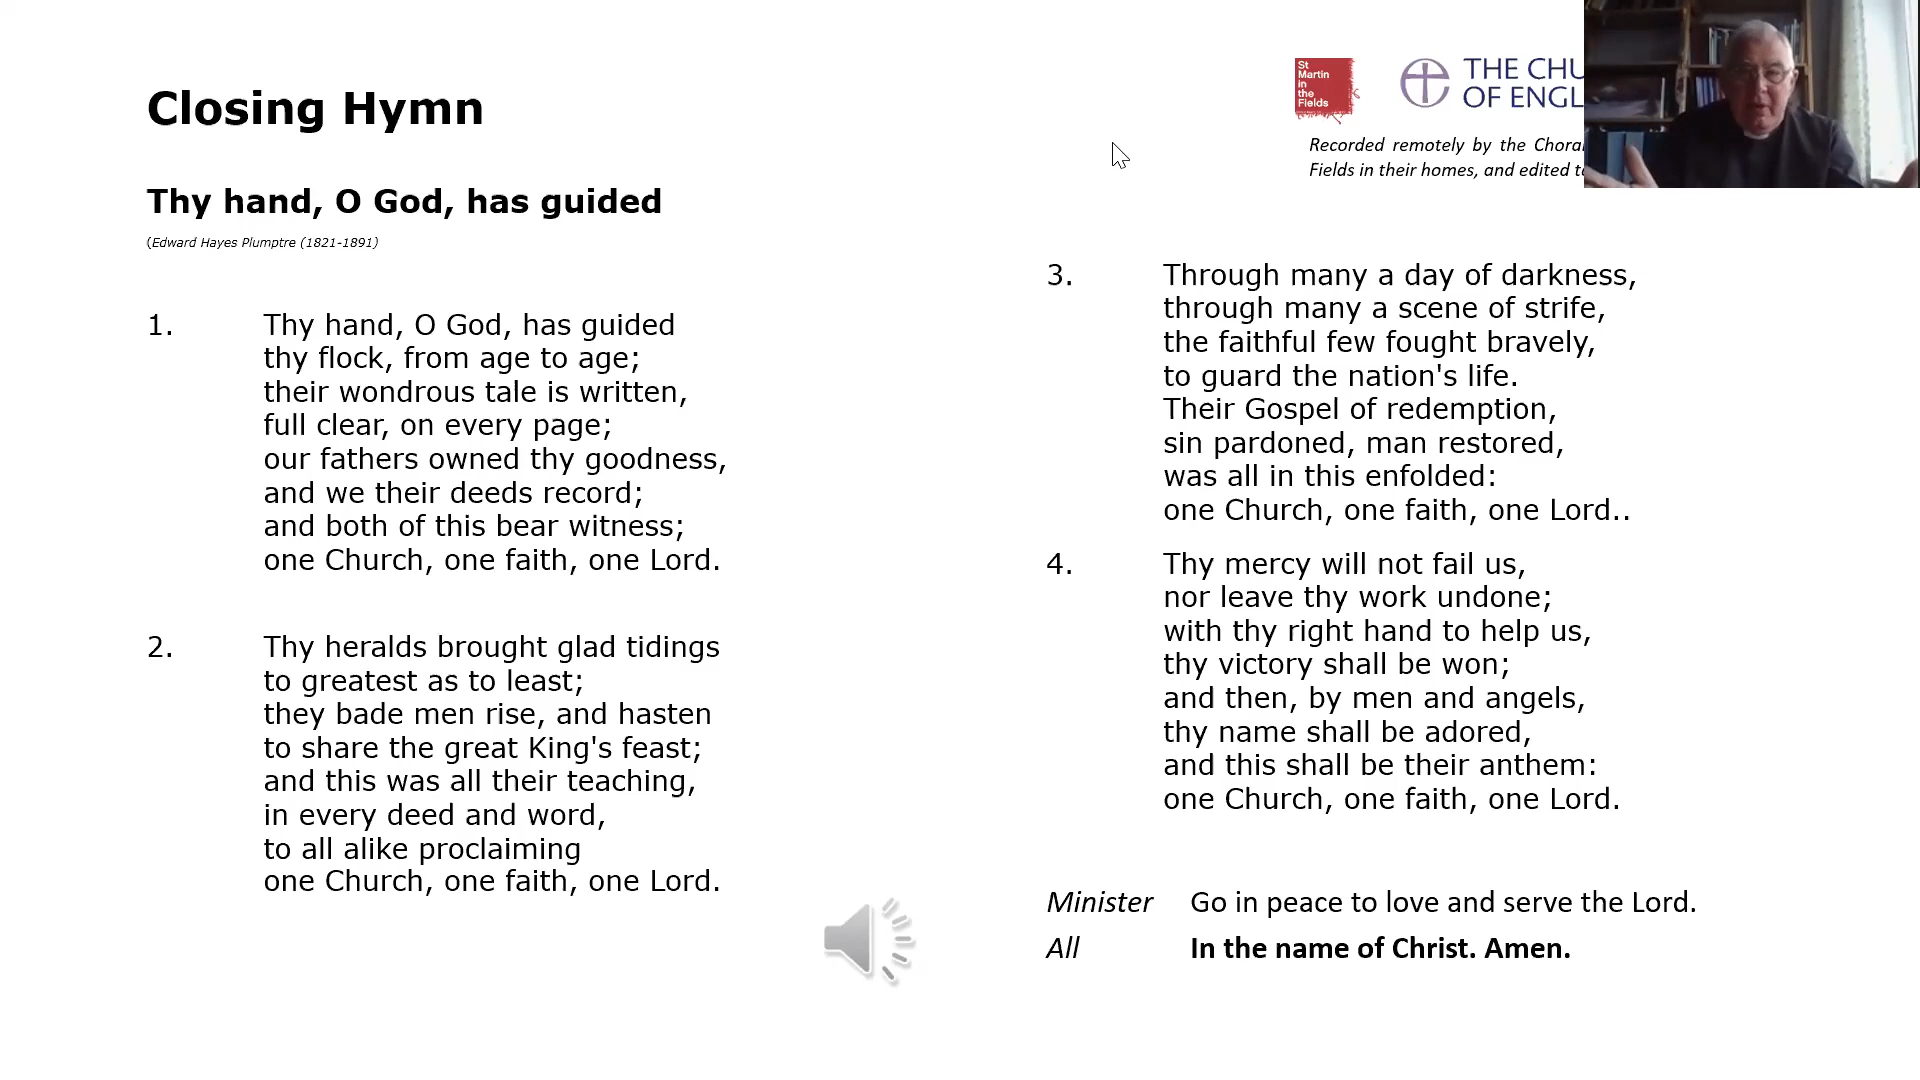 Closing Hymn
Thy hand, O God, has guided
(Edward Hayes Plumptre (1821-1891)
1. Thy hand, O God, has guided
thy flock, from age to age;
their wondrous tale is written,
full clear, on every page;
our fathers owned thy goodness,
and we their deeds record;
and both of this bear witness;
one Church, one faith, one Lord.
2. Thy heralds brought glad tidings
to greatest as to least;
they bade men rise, and hasten
to share the great King's feast;
and this was all their teaching,
in every deed and word,
to all alike proclaiming
one Church, one faith, one Lord.
St
Martin
in
the
Fields
THE CHU
OF ENGL
Recorded remotely by the Choral
Fields in their homes, and edited
3. Through many a day of darkness,
through many a scene of strife,
the faithful few fought bravely,
to guard the nation's life.
Their Gospel of redemption,
sin pardoned, man restored,
was all in this enfolded:
one Church, one faith, one Lord..
4. Thy mercy will not fail us,
nor leave thy work undone;
with thy right hand to help us,
thy victory shall be won;
and then, by men and angels,
thy name shall be adored,
and this shall be their anthem:
one Church, one faith, one Lord.
Minister Go in peace to love and serve the Lord.
All In the name of Christ. Amen.